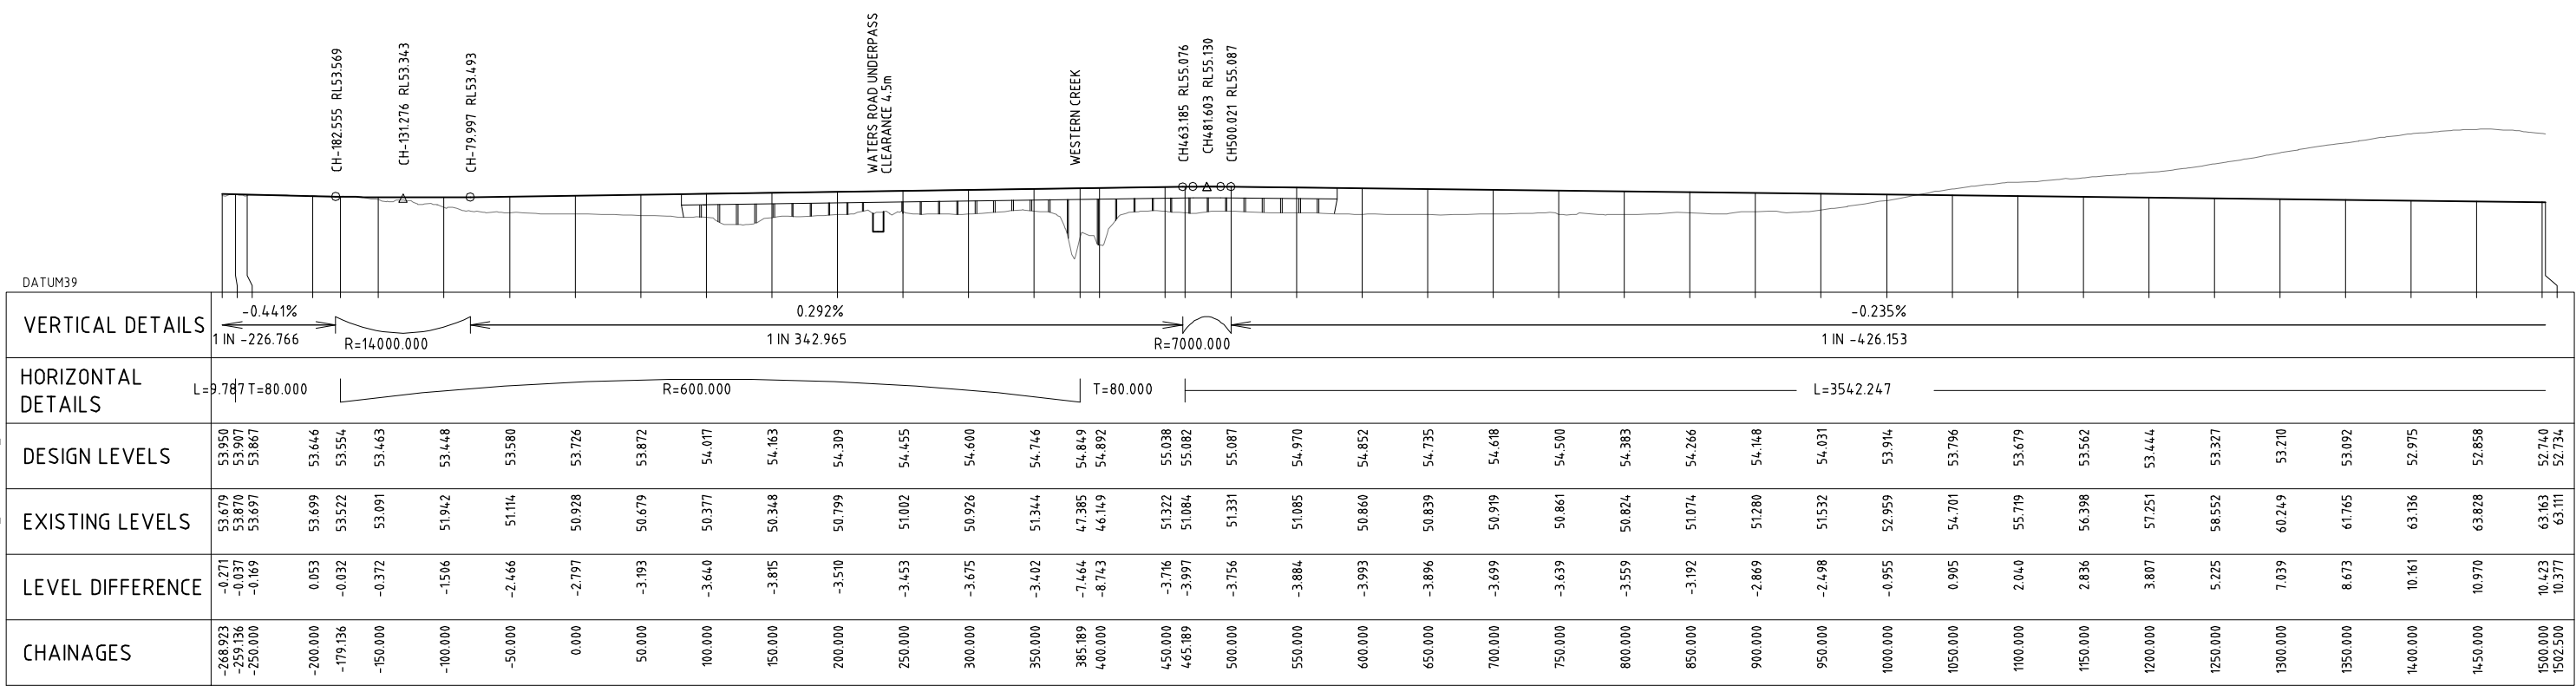 WATERS ROAD UNDERPASS
CLEARANCE 4.5m
WESTERN CREEK
CH-182.555 RL53.569
CH-131.276 RL53.343
CH-79.997 RL53.493
CH463.185 RL55.076
CH481.603 RL55.130
CH500.021 RL55.087
DATUM39
VERTICAL DETAILS
-0.441%
1 IN -226.766
R=14000.000
0.292%
1 IN 342.965
R=7000.000
-0.235%
1 IN -426.153
HORIZONTAL
DETAILS
L=9.787 T=80.000
R=600.000
T=80.000
L=3542.247
DESIGN LEVELS
53.950 53.907 53.867 53.646 53.554 53.463 53.448 53.580 53.726 53.872 54.017 54.163 54.309 54.455 54.600 54.746 54.849 54.892 55.038 55.082 55.087 54.970 54.852 54.735 54.618 54.500 54.383 54.266 54.148 54.031 53.914 53.796 53.679 53.562 53.444 53.327 53.210 53.092 52.975 52.858 52.740 52.734
EXISTING LEVELS
53.679 53.870 53.697 53.699 53.522 53.091 51.942 51.114 50.928 50.679 50.377 50.348 50.799 51.002 50.926 51.344 47.385 46.149 51.322 51.084 51.331 51.085 50.860 50.839 50.919 50.861 50.824 51.074 51.280 51.532 52.959 54.701 55.719 56.398 57.251 58.552 60.249 61.765 63.136 63.828 63.163 63.111
LEVEL DIFFERENCE
-0.271 -0.037 -0.169 0.053 -0.032 -0.372 -1.506 -2.466 -2.797 -3.193 -3.640 -3.815 -3.510 -3.453 -3.675 -3.402 -7.464 -8.743 -3.716 -3.997 -3.756 -3.884 -3.993 -3.896 -3.699 -3.639 -3.559 -3.192 -2.869 -2.498 -0.955 0.905 2.040 2.836 3.807 5.225 7.039 8.673 10.161 10.970 10.423 10.377
CHAINAGES
-268.923 -259.136 -250.000 -200.000 -179.136 -150.000 -100.000 -50.000 0.000 50.000 100.000 150.000 200.000 250.000 300.000 350.000 385.189 400.000 450.000 465.189 500.000 550.000 600.000 650.000 700.000 750.000 800.000 850.000 900.000 950.000 1000.000 1050.000 1100.000 1150.000 1200.000 1250.000 1300.000 1350.000 1400.000 1450.000 1500.000 1502.500